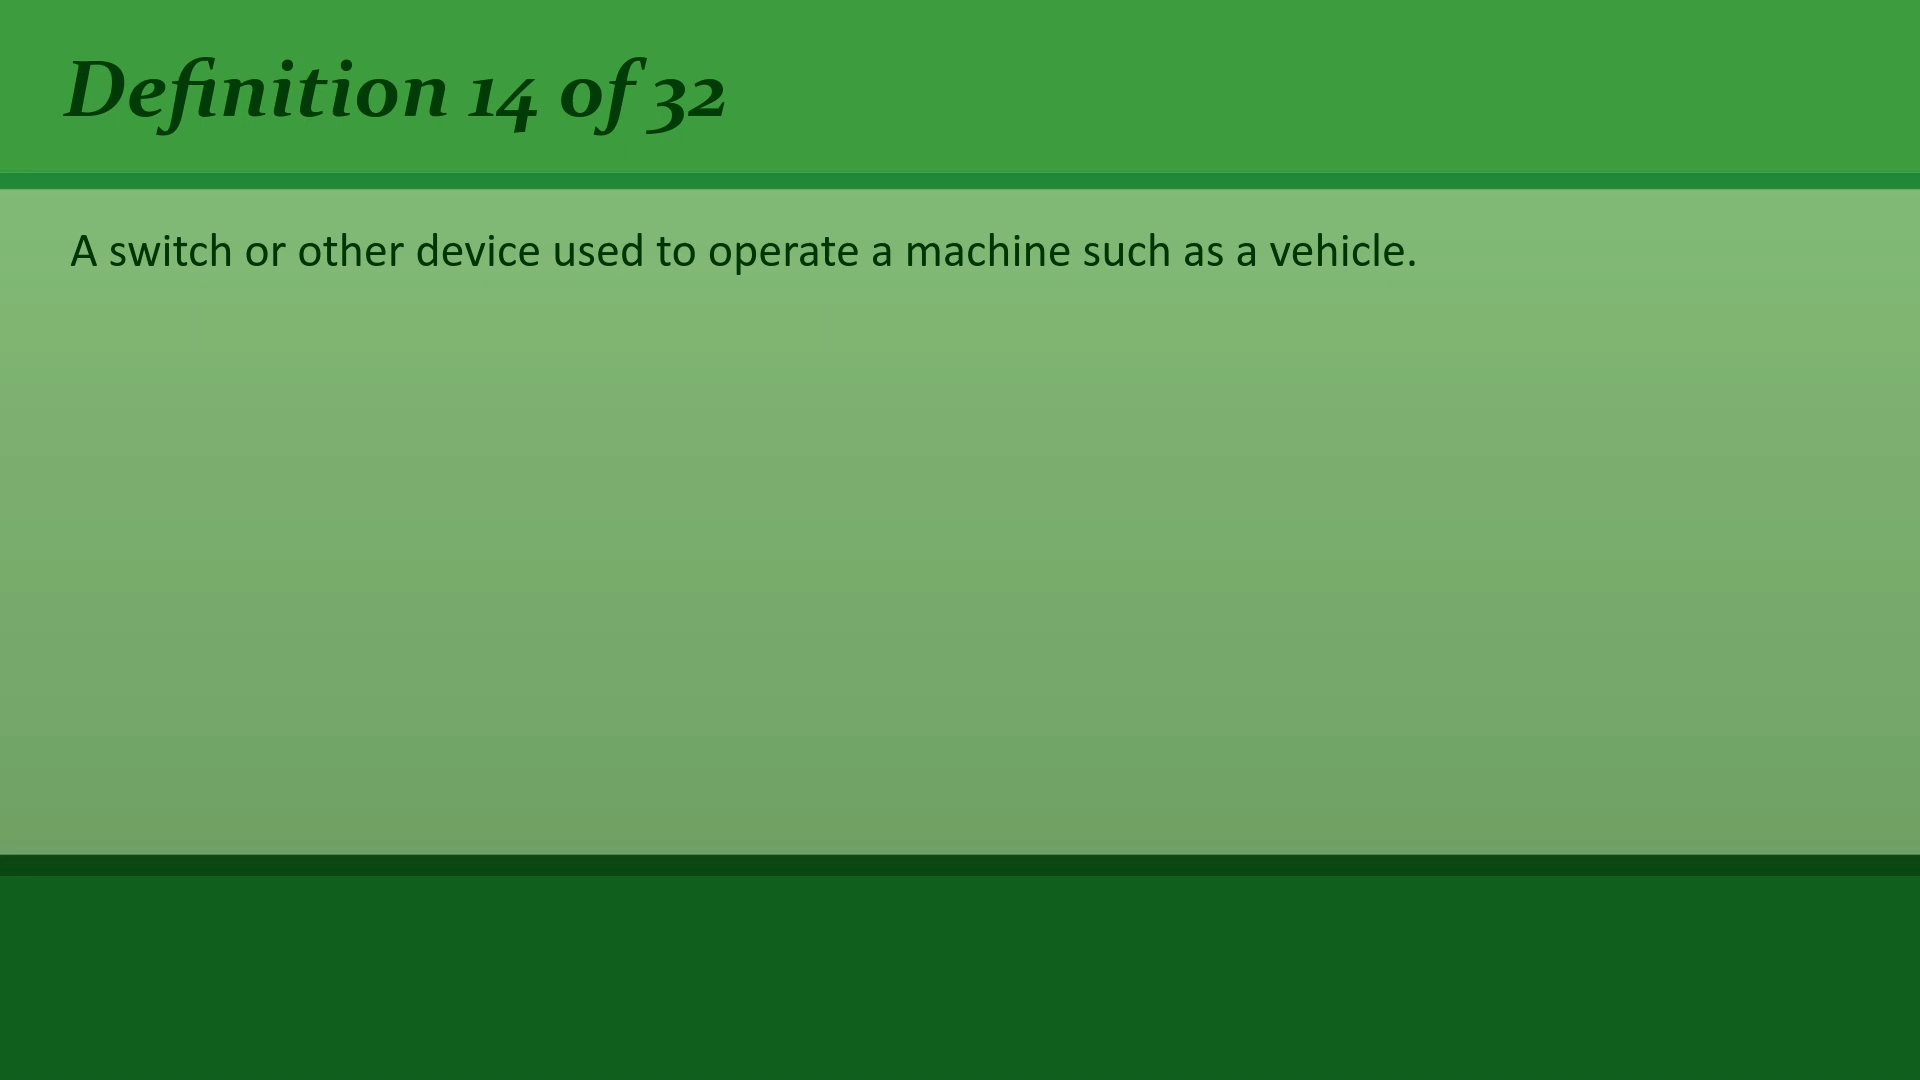 Definition 14 of 32
A switch or other device used to operate a machine such as a vehicle.